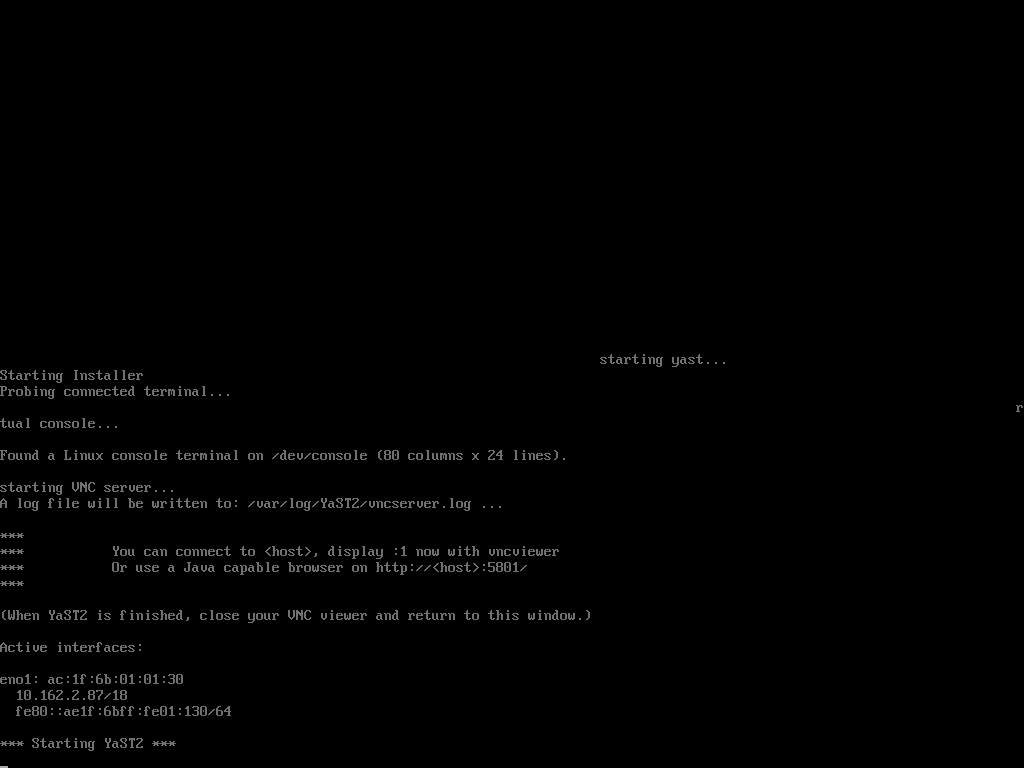 starting yast...
Starting Installer
Probing connected terminal...
r
tual console...
Found a Linux console terminal on /dev/console (80 columns x 24 lines).
starting VNC server...
A log file will be written to: /var/log/YaST2/vncserver.log ...
***
***           You can connect to <host>, display :1 now with vncviewer
***           Or use a Java capable browser on http://<host>:5801/
***
(When YaST2 is finished, close your VNC viewer and return to this window.)
Active interfaces:
eno1: ac:1f:6b:01:01:30
  10.162.2.87/18
  fe80::ae1f:6bff:fe01:130/64
*** Starting YaST2 ***